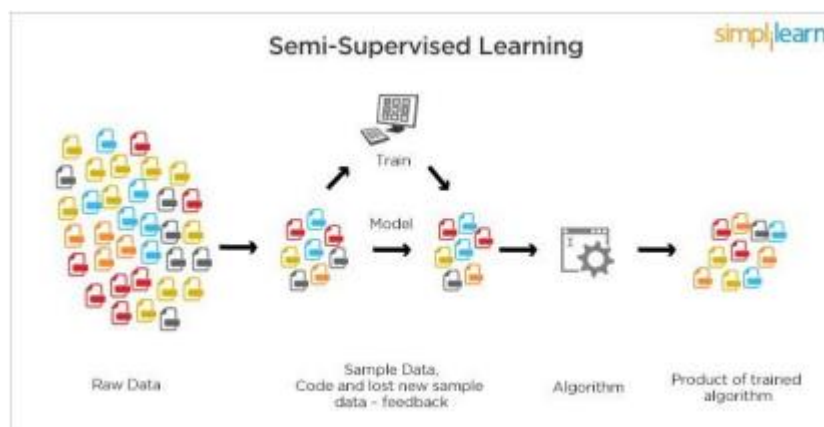 Semi-Supervised Learning
simplilearn
Train
Model
Raw Data
Sample Data,
Code and lost new sample
data - feedback
Algorithm
Product of trained
algorithm